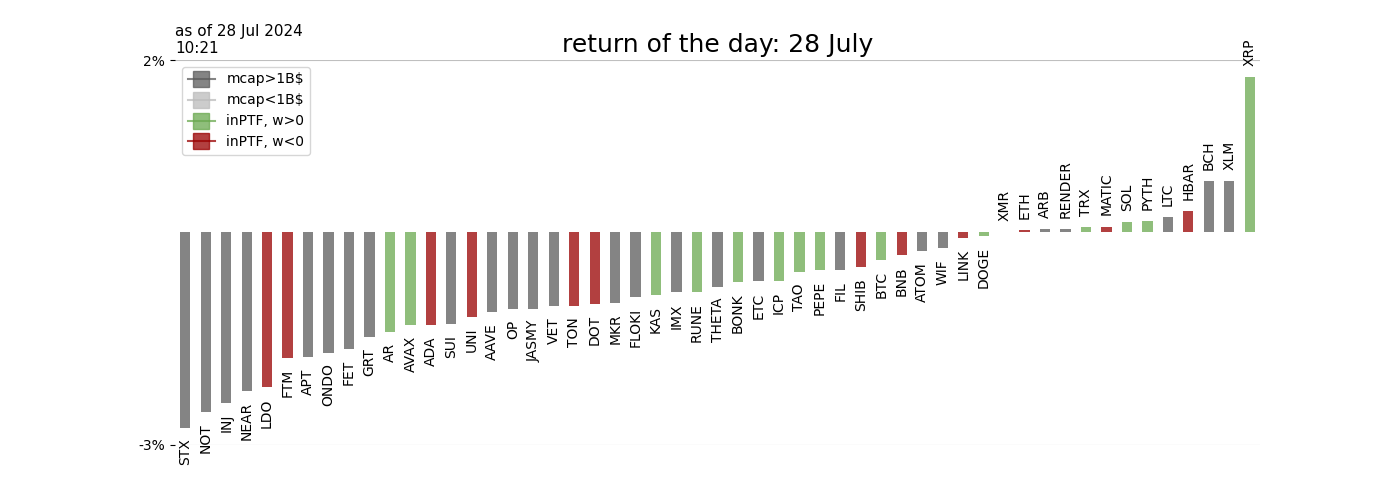 as of 28 Jul 2024
10:21
return of the day: 28 July
2%
mcap>1B$
mcap<1B$
inPTF, w>0
inPTF, w<0
-3%
STX
NOT
INJ
NEAR
LDO
FTM
APT
ONDO
FET
GRT
AR
AVAX
ADA
SUI
UNI
AAVE
OP
JASMY
VET
TON
DOT
MKR
FLOKI
KAS
IMX
RUNE
THETA
BONK
ETC
ICP
TAO
PEPE
FIL
SHIB
BTC
BNB
ATOM
WIF
LINK
DOGE
XMR
ETH
ARB
RENDER
TRX
MATIC
SOL
PYTH
LTC
HBAR
BCH
XLM
XRP